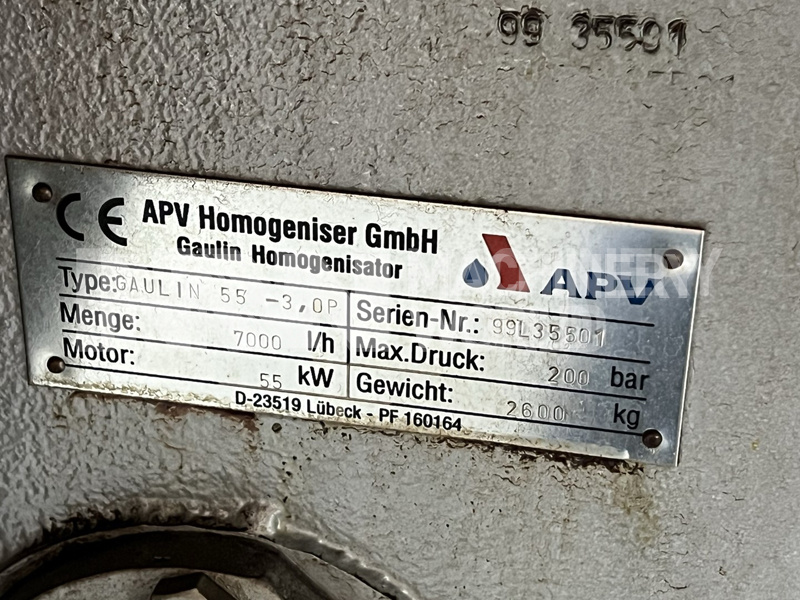 99 35501
CE
APV Homogeniser GmbH
Gaulin Homogenisator
APV
Type: GAULIN 55 -3,0P
Serien-Nr.: 99L35501
Menge: 7000 l/h
Max.Druck: 200 bar
Motor: 55 kW
Gewicht: 2600 kg
D-23519 Lübeck - PF 160164